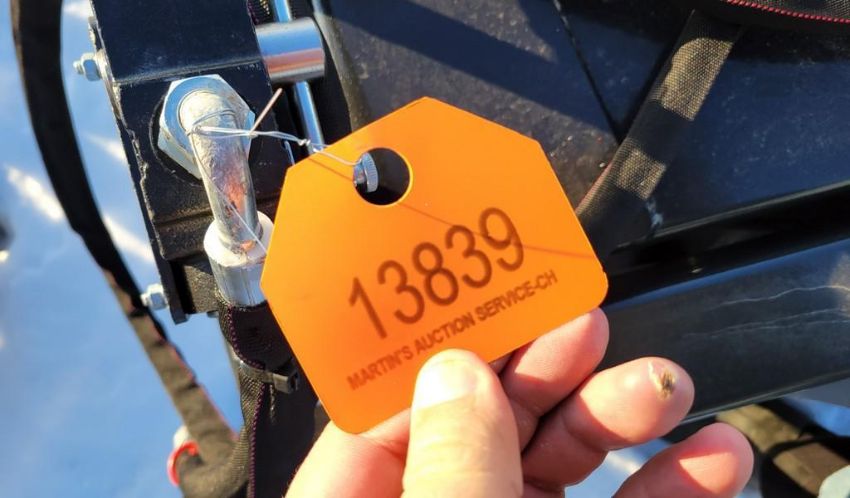 13839
MARTIN'S AUCTION SERVICE-CH